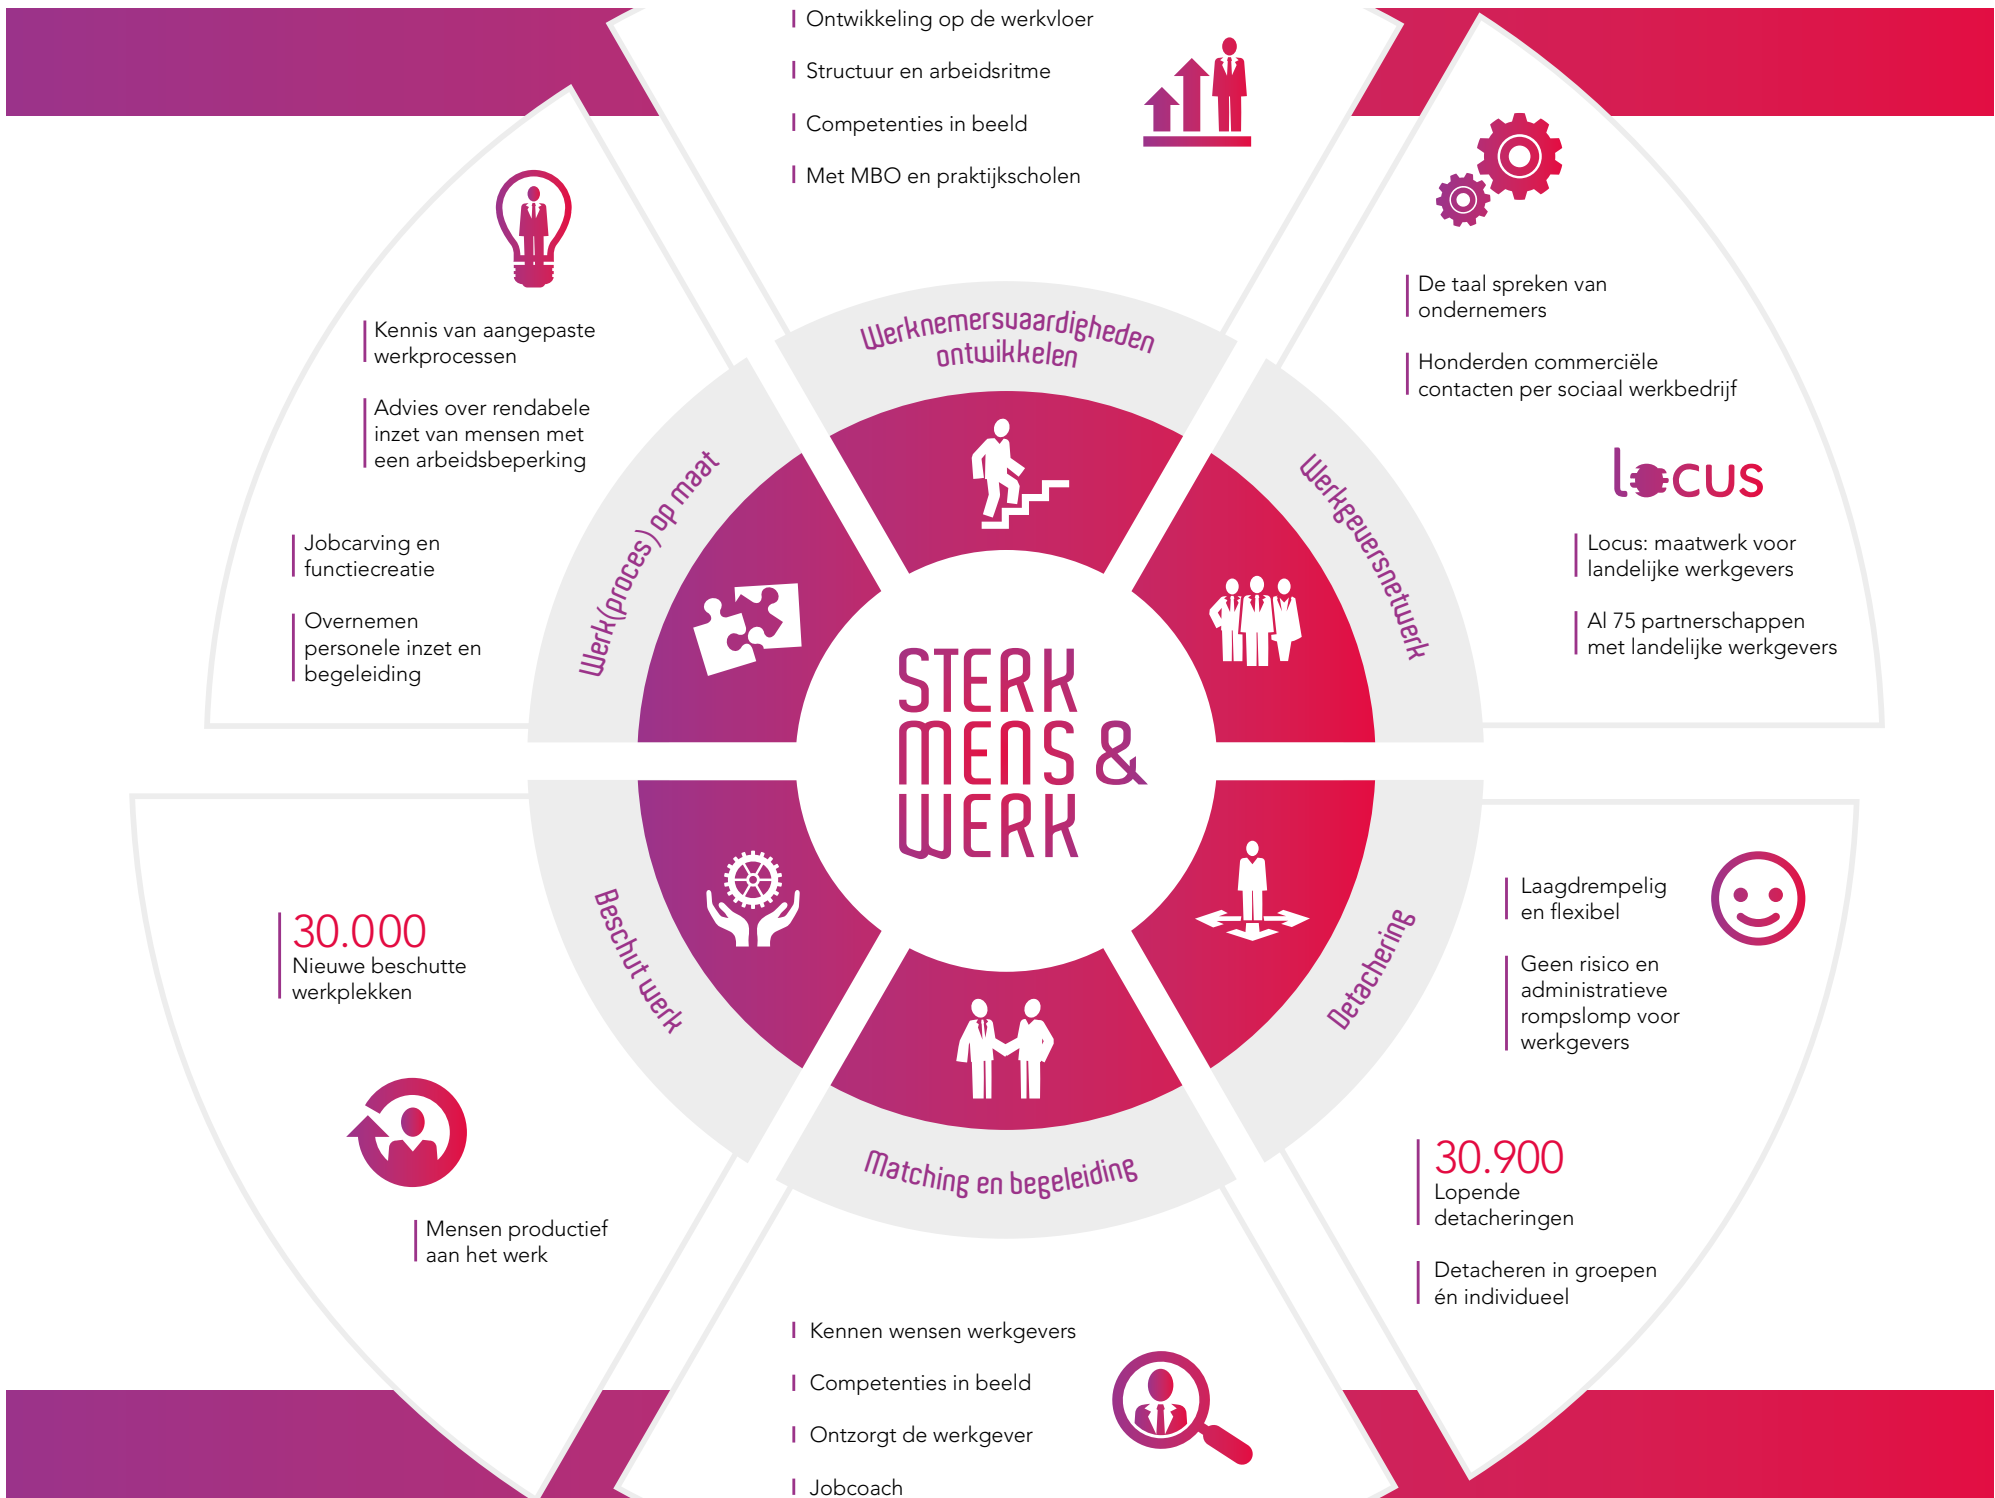 Ontwikkeling op de werkvloer
Structuur en arbeidsritme
Competenties in beeld
Met MBO en praktijkscholen
Werknemersvaardigheden
ontwikkelen
De taal spreken van
ondernemers
Honderden commerciële
contacten per sociaal werkbedrijf
locus
Locus: maatwerk voor
landelijke werkgevers
Al 75 partnerschappen
met landelijke werkgevers
Werkgeversnetwerk
Kennis van aangepaste
werkprocessen
Advies over rendabele
inzet van mensen met
een arbeidsbeperking
Jobcarving en
functiecreatie
Overnemen
personele inzet en
begeleiding
Werk(proces) op maat
STERK
MENS &
WERK
Beschut werk
30.000
Nieuwe beschutte
werkplekken
Mensen productief
aan het werk
Detachering
Laagdrempelig
en flexibel
Geen risico en
administratieve
rompslomp voor
werkgevers
30.900
Lopende
detacheringen
Detacheren in groepen
én individueel
Matching en begeleiding
Kennen wensen werkgevers
Competenties in beeld
Ontzorgt de werkgever
Jobcoach